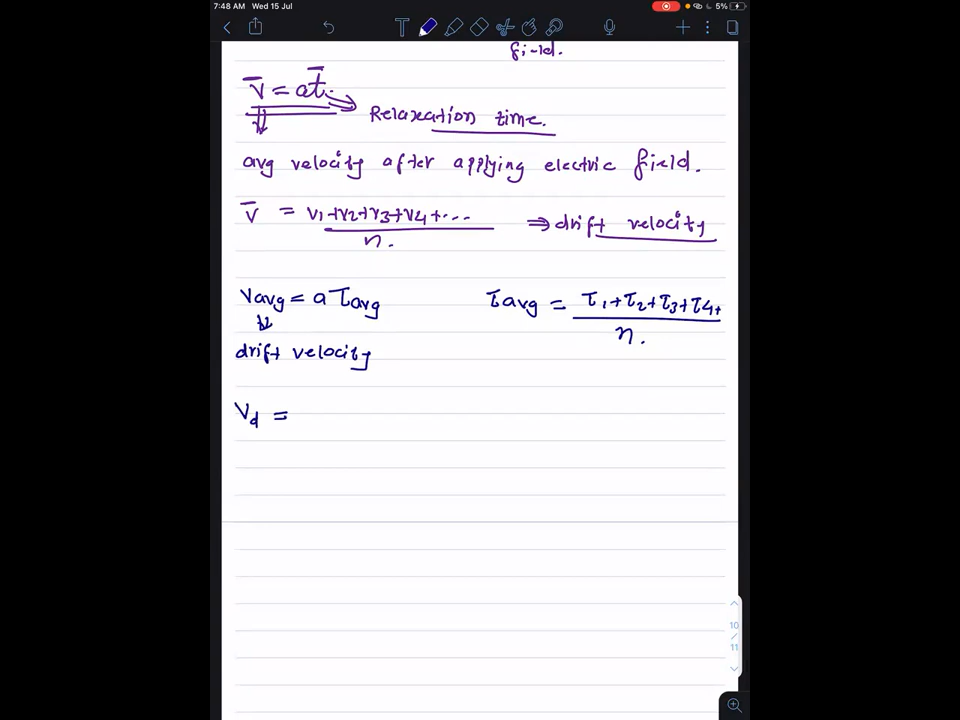 7:48 AM Wed 15 Jul
5%
T
field.
v̄ = at̄.
Relaxation time.
avg velocity after applying electric field.
v̄ = v1+v2+v3+v4+... / n. ⇒ drift velocity
Vavg = a τavg τavg = τ1+τ2+τ3+τ4+ / n.
drift velocity
Vd =
10
/
11